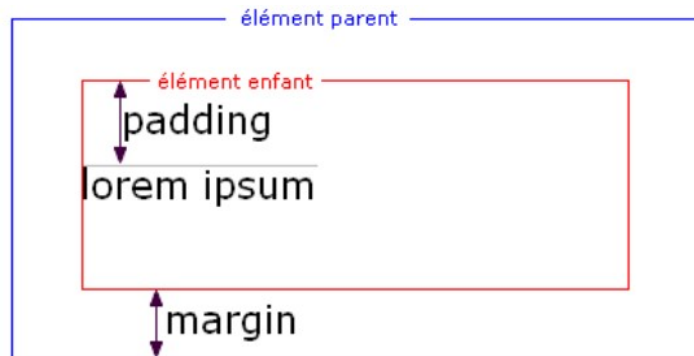 élément parent
élément enfant
padding
lorem ipsum
margin